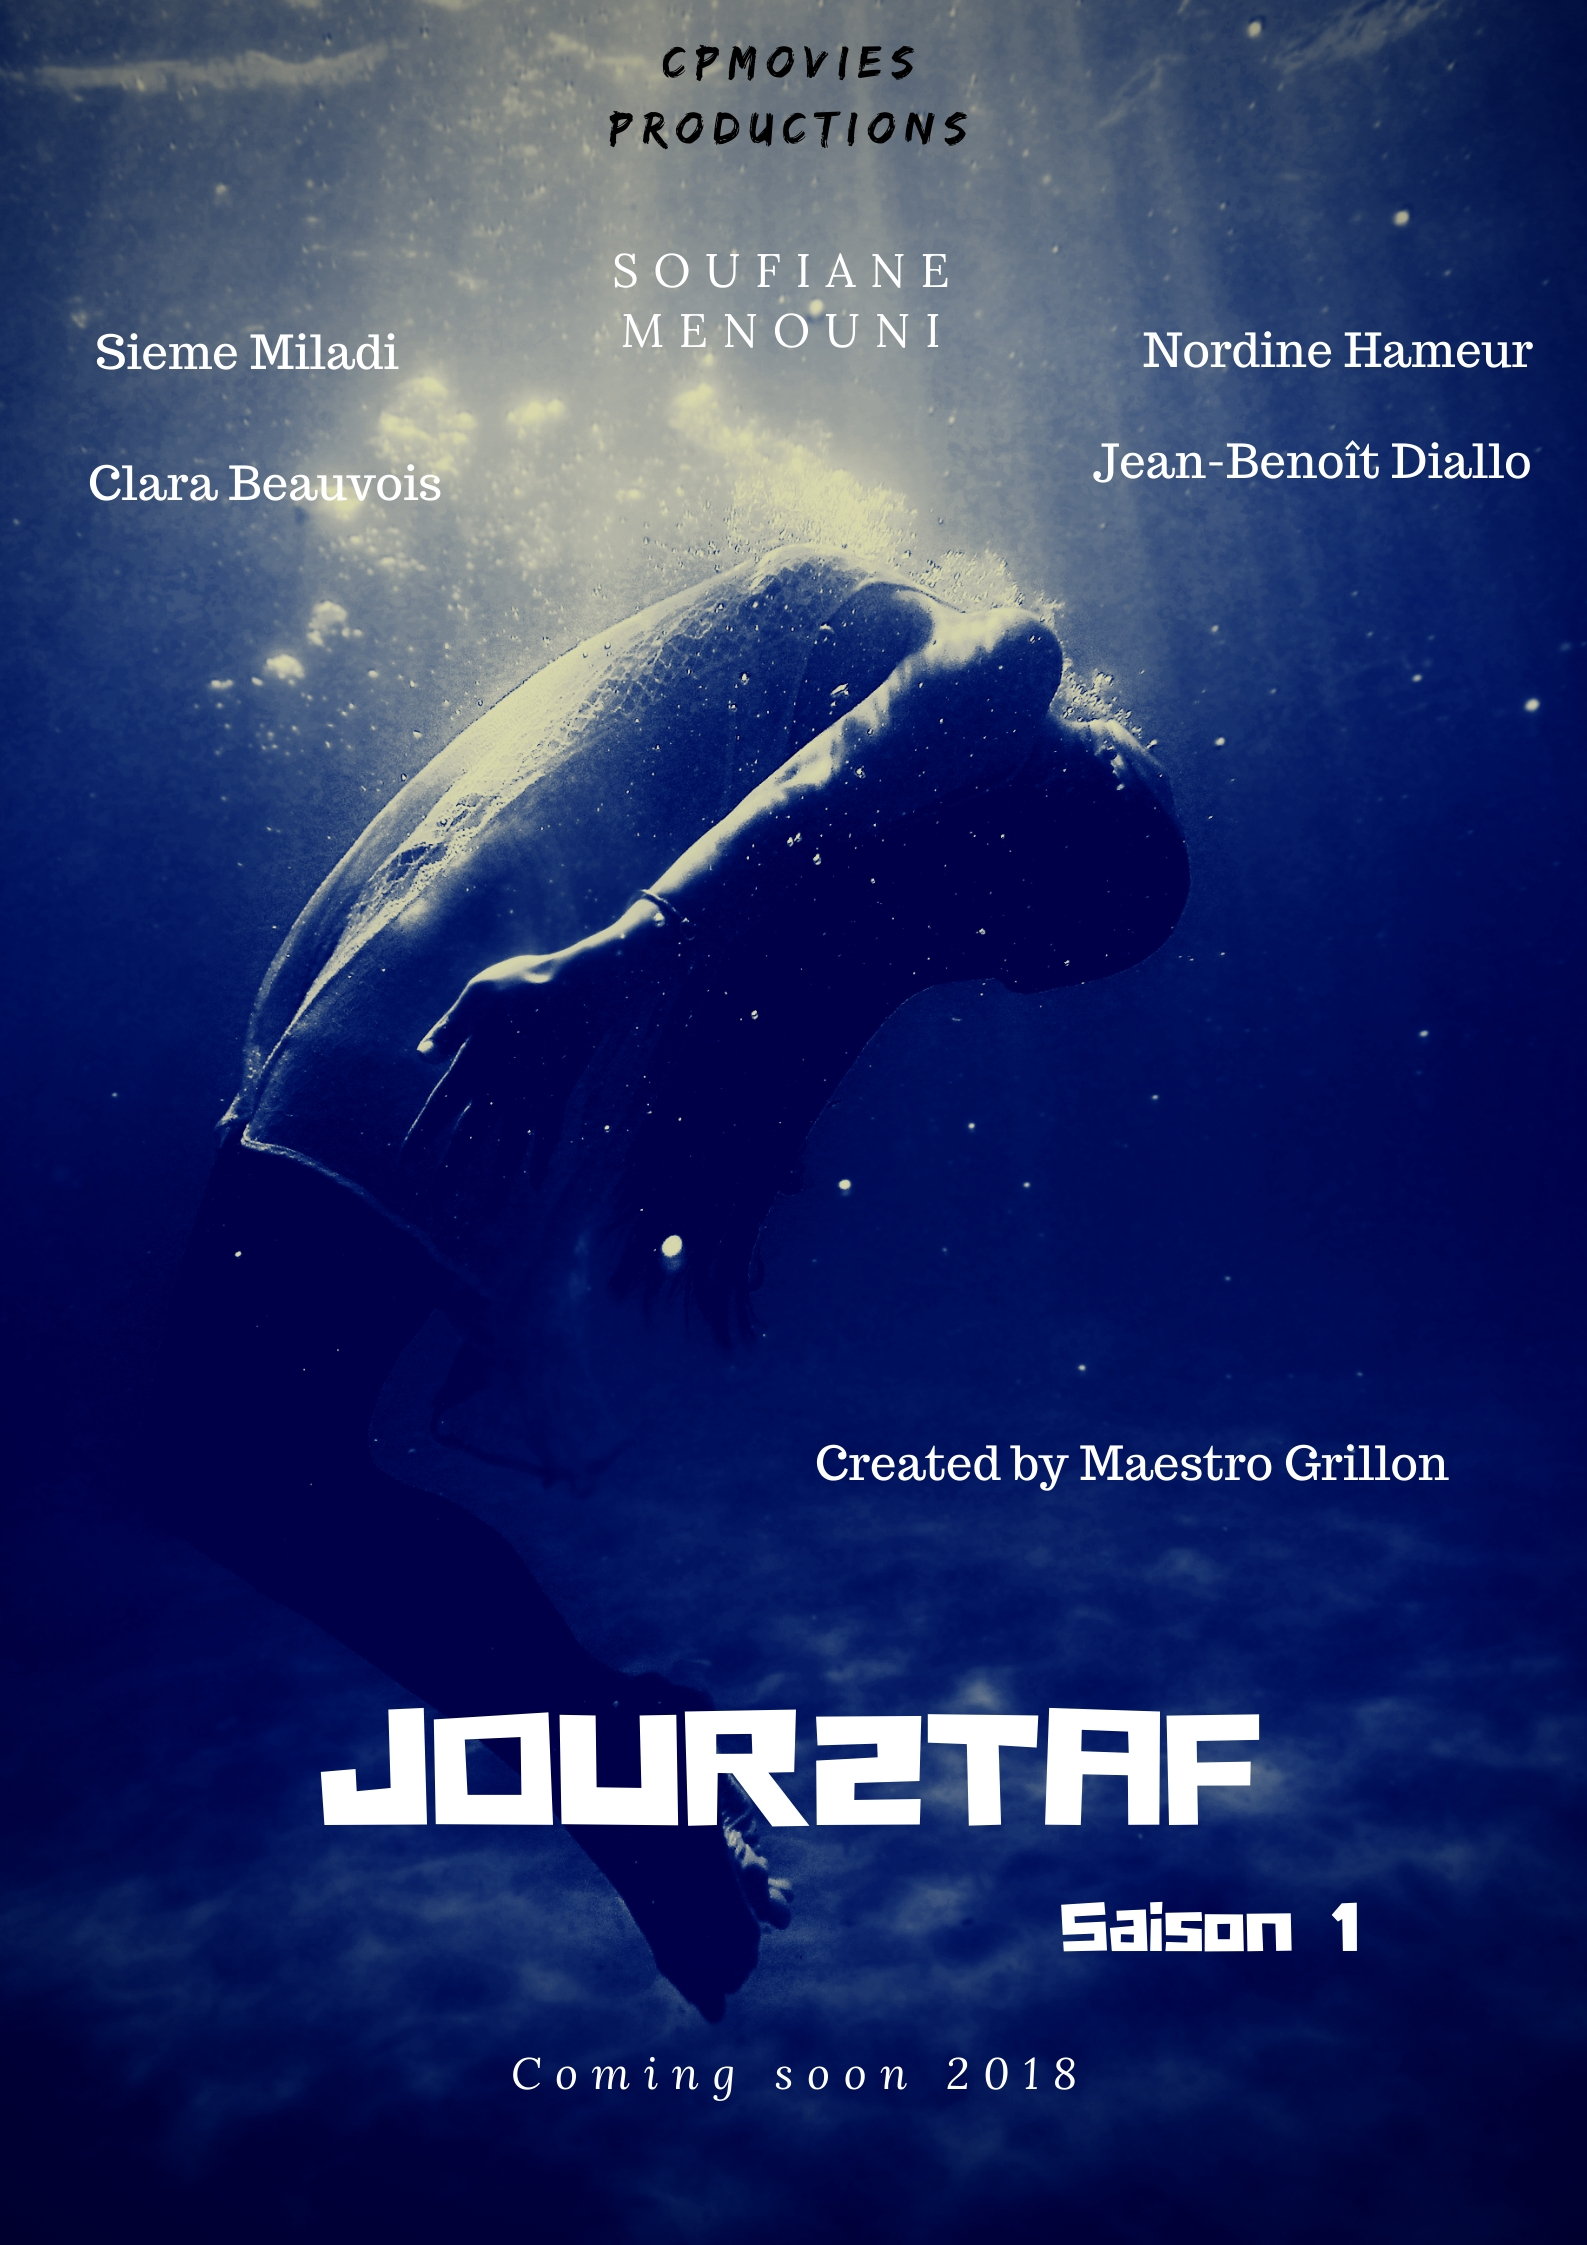 CPMOVIES
PRODUCTIONS
SOUFIANE
MENOUNI
Sieme Miladi
Nordine Hameur
Clara Beauvois
Jean-Benoît Diallo
Created by Maestro Grillon
JOUR2TAF
Saison 1
Coming soon 2018